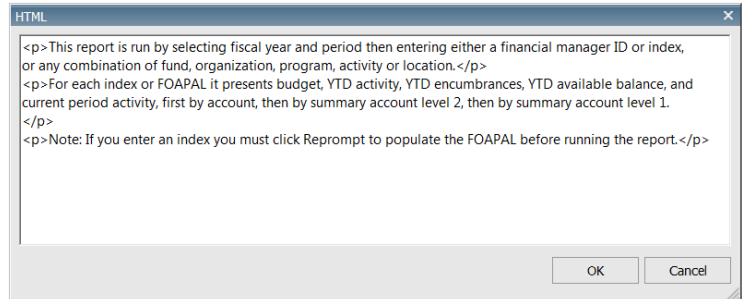 HTML
<p>This report is run by selecting fiscal year and period then entering either a financial manager ID or index,
or any combination of fund, organization, program, activity or location.</p>
<p>For each index or FOAPAL it presents budget, YTD activity, YTD encumbrances, YTD available balance, and
current period activity, first by account, then by summary account level 2, then by summary account level 1.
</p>
<p>Note: If you enter an index you must click Reprompt to populate the FOAPAL before running the report.</p>
OK Cancel